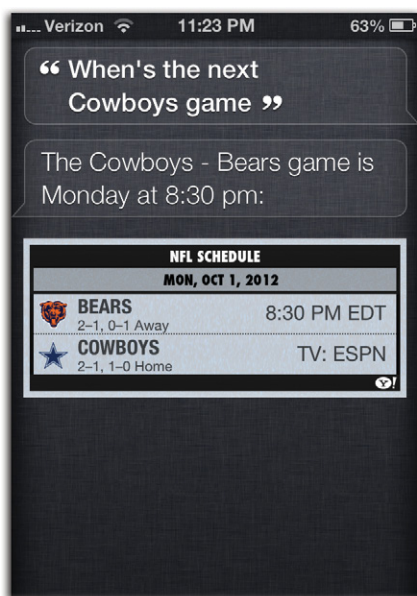 Verizon 11:23 PM 63%
“ When's the next
Cowboys game ”
The Cowboys - Bears game is
Monday at 8:30 pm:
NFL SCHEDULE
MON, OCT 1, 2012
BEARS 8:30 PM EDT
2–1, 0–1 Away
COWBOYS TV: ESPN
2–1, 1–0 Home
Y!